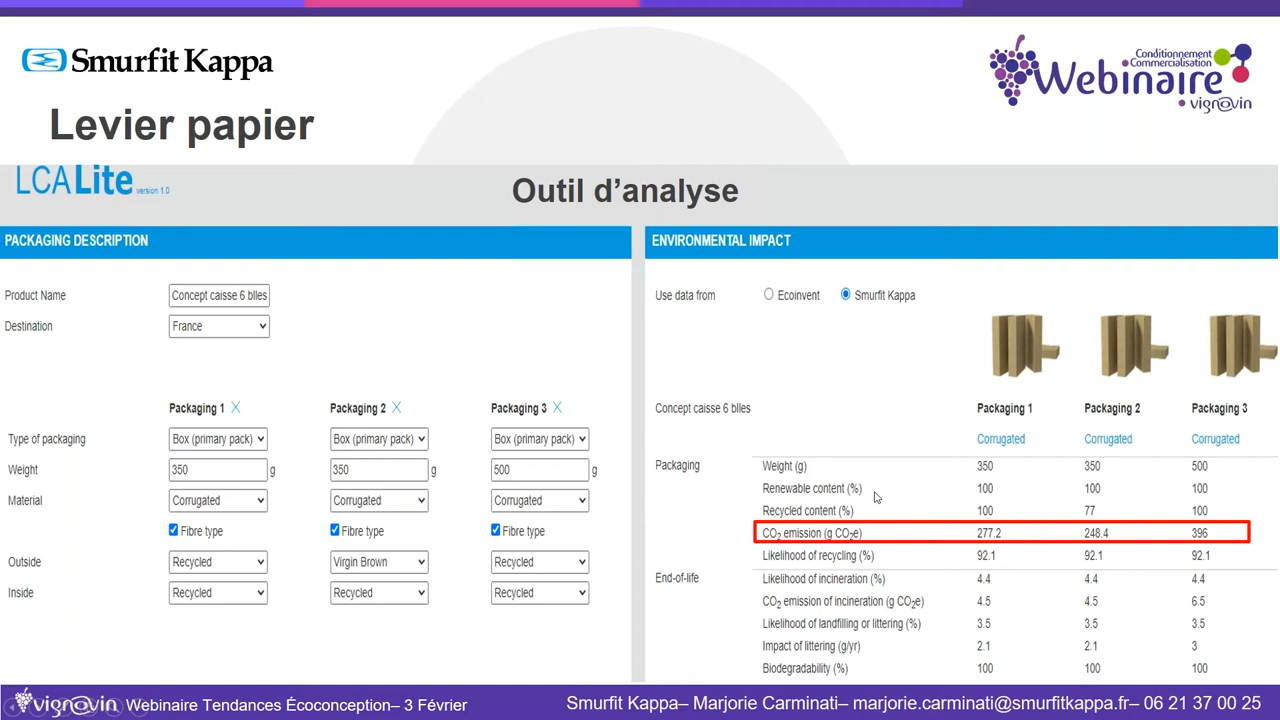 Smurfit Kappa
Conditionnement
Commercialisation
Webinaire
vignovin
Levier papier
LCALite version 1.0
Outil d'analyse
PACKAGING DESCRIPTION
Product Name Concept caisse 6 blles
Destination France
Packaging 1 X Packaging 2 X Packaging 3 X
Type of packaging Box (primary pack) Box (primary pack) Box (primary pack)
Weight 350 g 350 g 500 g
Material Corrugated Corrugated Corrugated
Fibre type Fibre type Fibre type
Outside Recycled Virgin Brown Recycled
Inside Recycled Recycled Recycled
ENVIRONMENTAL IMPACT
Use data from Ecoinvent Smurfit Kappa
Concept caisse 6 blles Packaging 1 Packaging 2 Packaging 3
Corrugated Corrugated Corrugated
Packaging Weight (g) 350 350 500
Renewable content (%) 100 100 100
Recycled content (%) 100 77 100
CO2 emission (g CO2e) 277.2 248.4 396
Likelihood of recycling (%) 92.1 92.1 92.1
End-of-life Likelihood of incineration (%) 4.4 4.4 4.4
CO2 emission of incineration (g CO2e) 4.5 4.5 6.5
Likelihood of landfilling or littering (%) 3.5 3.5 3.5
Impact of littering (g/yr) 2.1 2.1 3
Biodegradability (%) 100 100 100
vignovin Webinaire Tendances Écoconception– 3 Février
Smurfit Kappa– Marjorie Carminati– marjorie.carminati@smurfitkappa.fr– 06 21 37 00 25